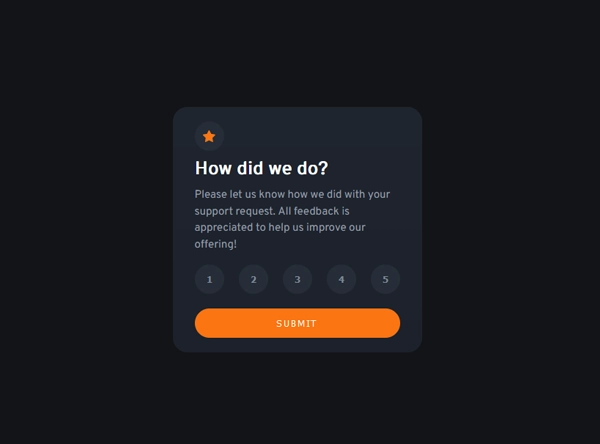 How did we do?
Please let us know how we did with your
support request. All feedback is
appreciated to help us improve our
offering!
1 2 3 4 5
SUBMIT